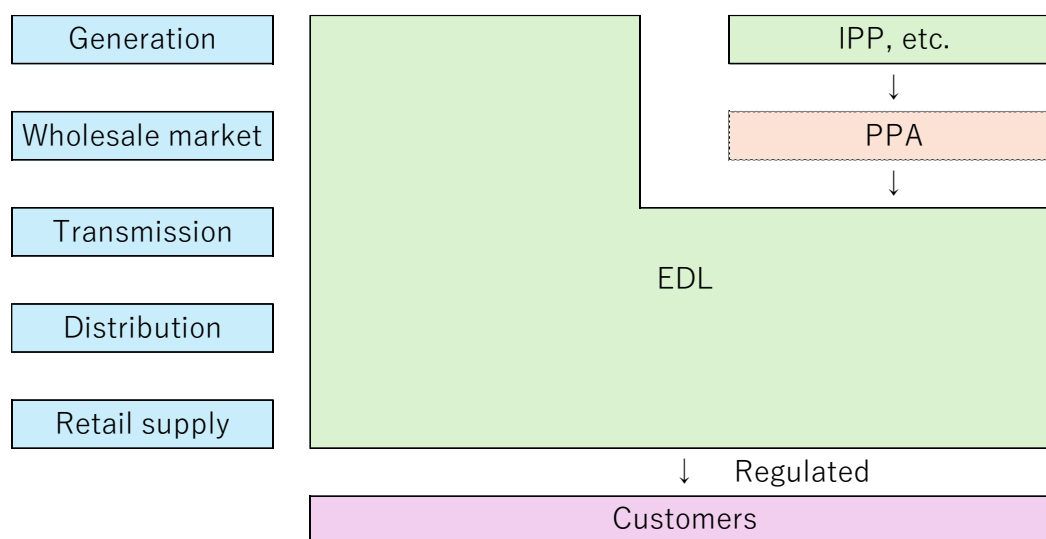 Generation
IPP, etc.
↓
Wholesale market
PPA
↓
Transmission
EDL
Distribution
Retail supply
↓ Regulated
Customers